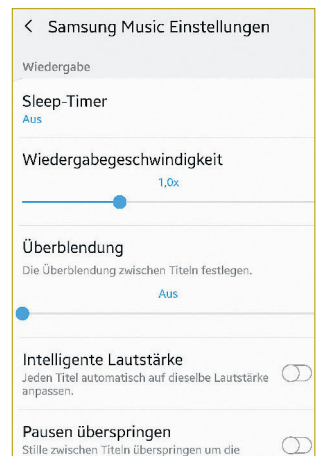 < Samsung Music Einstellungen
Wiedergabe
Sleep-Timer
Aus
Wiedergabegeschwindigkeit
1,0x
Überblendung
Die Überblendung zwischen Titeln festlegen.
Aus
Intelligente Lautstärke
Jeden Titel automatisch auf dieselbe Lautstärke
anpassen.
Pausen überspringen
Stille zwischen Titeln überspringen um die